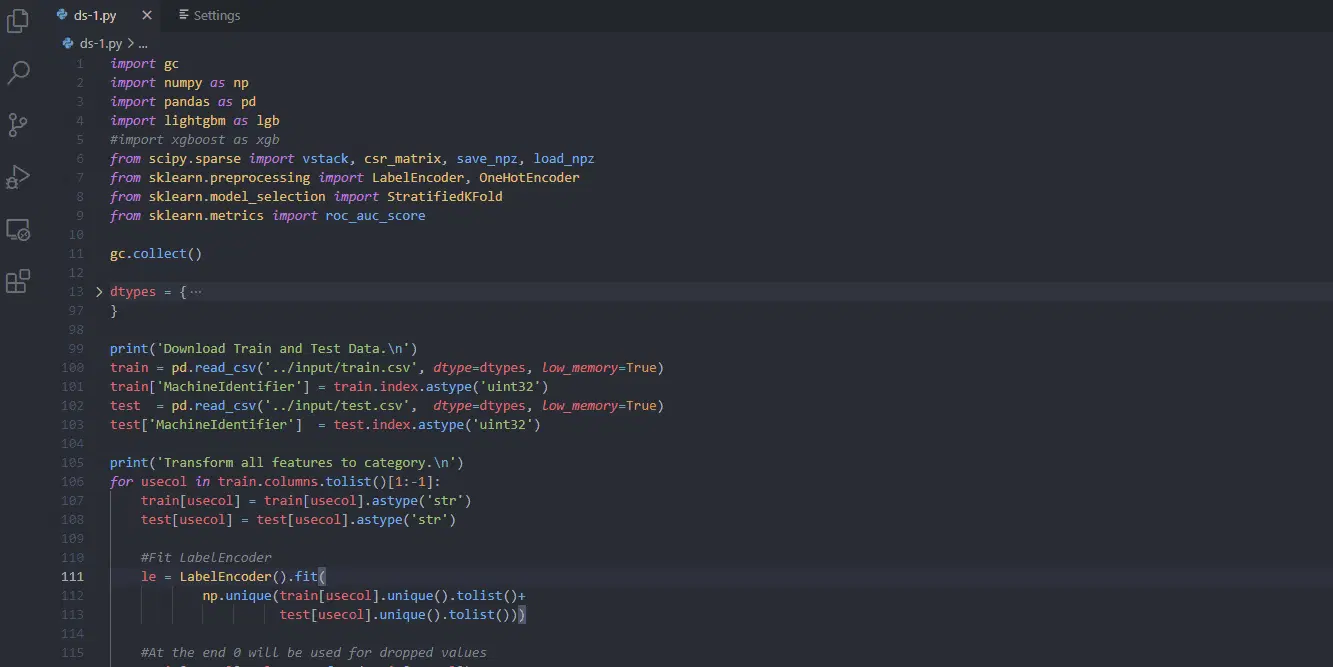 ds-1.py ✕ Settings
ds-1.py > ...
1 import gc
2 import numpy as np
3 import pandas as pd
4 import lightgbm as lgb
5 #import xgboost as xgb
6 from scipy.sparse import vstack, csr_matrix, save_npz, load_npz
7 from sklearn.preprocessing import LabelEncoder, OneHotEncoder
8 from sklearn.model_selection import StratifiedKFold
9 from sklearn.metrics import roc_auc_score
10
11 gc.collect()
12
13 > dtypes = { ···
97 }
98
99 print('Download Train and Test Data.\n')
100 train = pd.read_csv('../input/train.csv', dtype=dtypes, low_memory=True)
101 train['MachineIdentifier'] = train.index.astype('uint32')
102 test  = pd.read_csv('../input/test.csv',  dtype=dtypes, low_memory=True)
103 test['MachineIdentifier']  = test.index.astype('uint32')
104
105 print('Transform all features to category.\n')
106 for usecol in train.columns.tolist()[1:-1]:
107     train[usecol] = train[usecol].astype('str')
108     test[usecol] = test[usecol].astype('str')
109
110     #Fit LabelEncoder
111     le = LabelEncoder().fit(
112             np.unique(train[usecol].unique().tolist()+
113                       test[usecol].unique().tolist()))
114
115     #At the end 0 will be used for dropped values